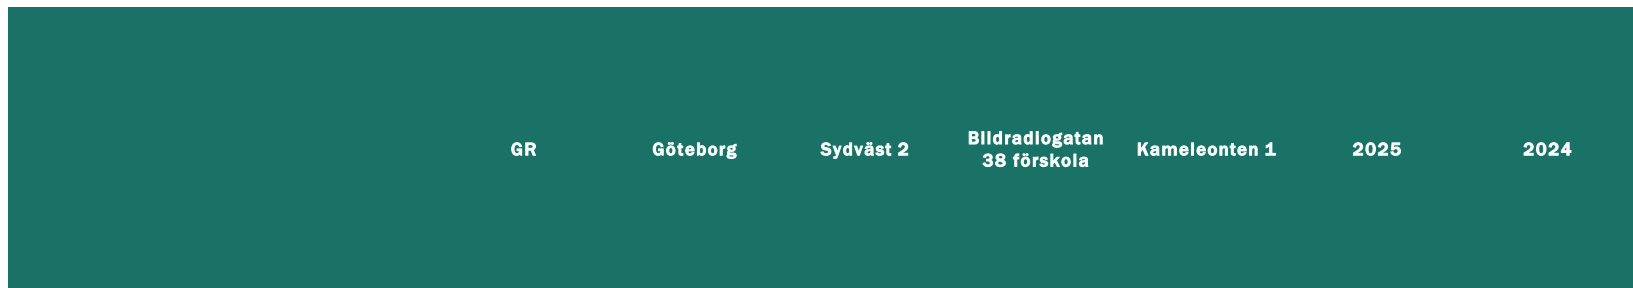 GR
Göteborg
Sydväst 2
Bildradiogatan
38 förskola
Kameleonten 1
2025
2024